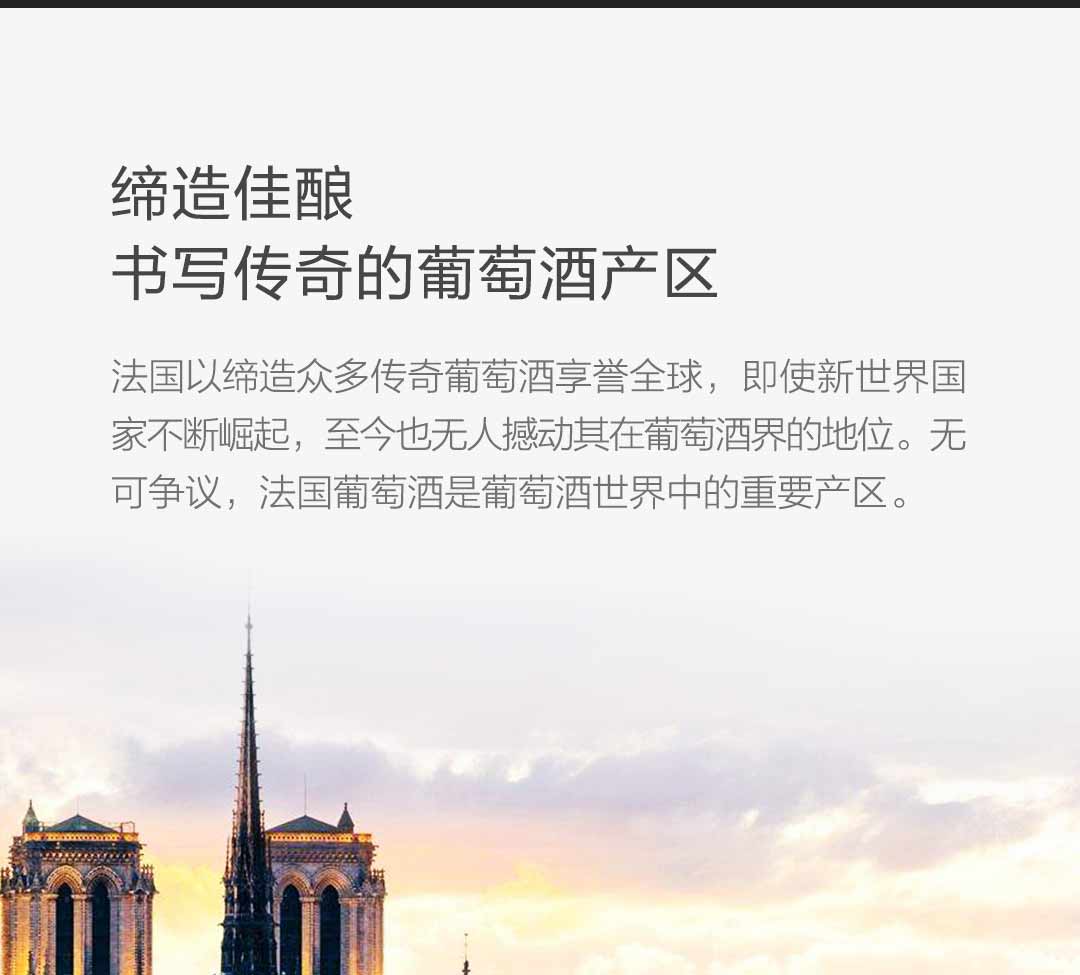 缔造佳酿
书写传奇的葡萄酒产区
法国以缔造众多传奇葡萄酒享誉全球，即使新世界国
家不断崛起，至今也无人撼动其在葡萄酒界的地位。无
可争议，法国葡萄酒是葡萄酒世界中的重要产区。